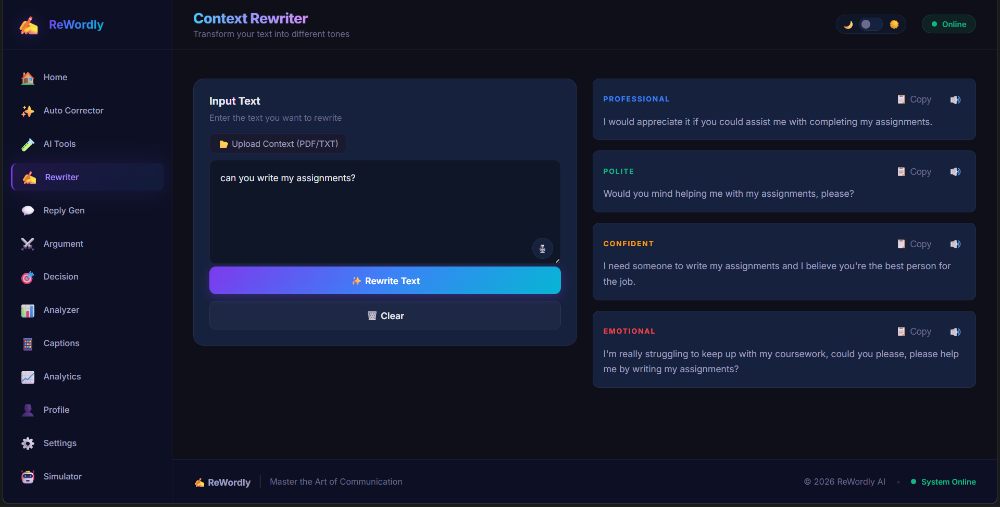 ReWordly
Home
Auto Corrector
AI Tools
Rewriter
Reply Gen
Argument
Decision
Analyzer
Captions
Analytics
Profile
Settings
Simulator
Context Rewriter
Transform your text into different tones
Online
Input Text
Enter the text you want to rewrite
Upload Context (PDF/TXT)
can you write my assignments?
Rewrite Text
Clear
PROFESSIONAL
Copy
I would appreciate it if you could assist me with completing my assignments.
POLITE
Copy
Would you mind helping me with my assignments, please?
CONFIDENT
Copy
I need someone to write my assignments and I believe you're the best person for
the job.
EMOTIONAL
Copy
I'm really struggling to keep up with my coursework, could you please, please help
me by writing my assignments?
ReWordly
Master the Art of Communication
© 2026 ReWordly AI
System Online